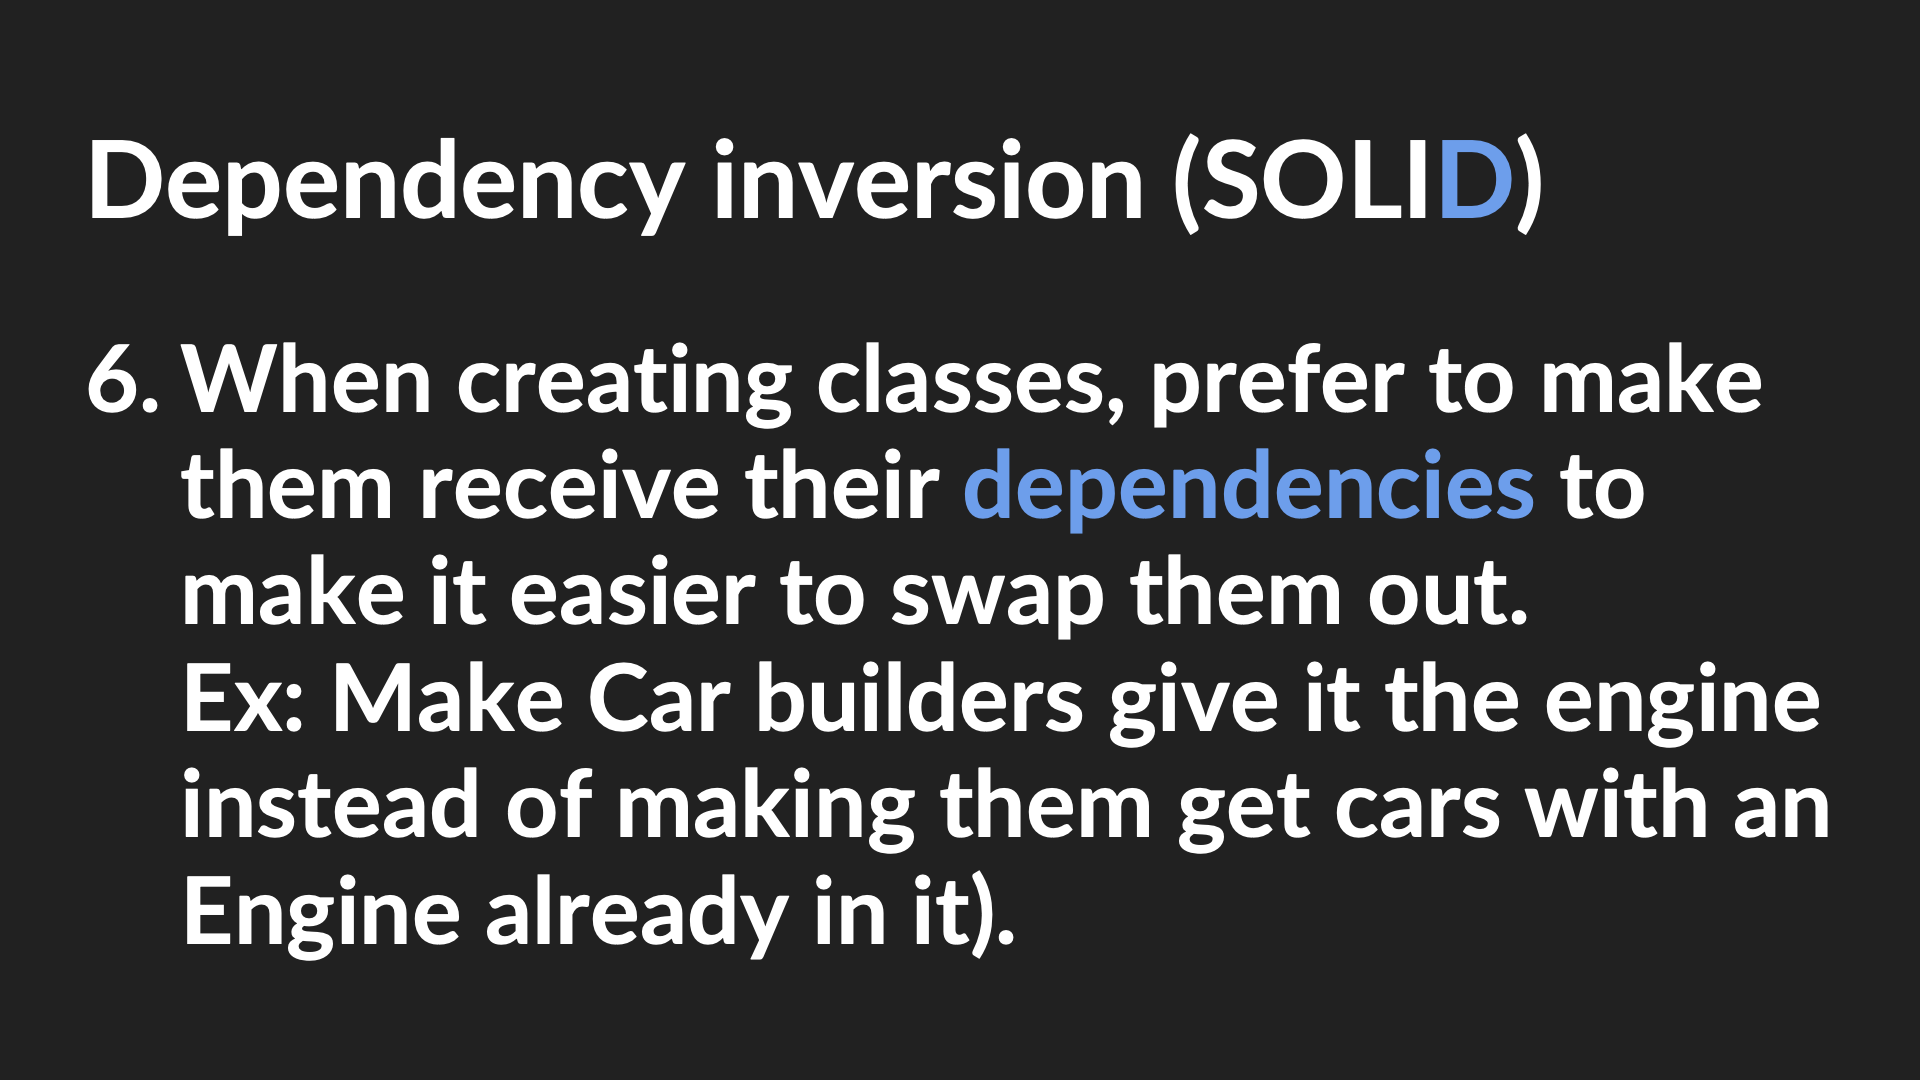 Dependency inversion (SOLID)
6. When creating classes, prefer to make
them receive their dependencies to
make it easier to swap them out.
Ex: Make Car builders give it the engine
instead of making them get cars with an
Engine already in it).